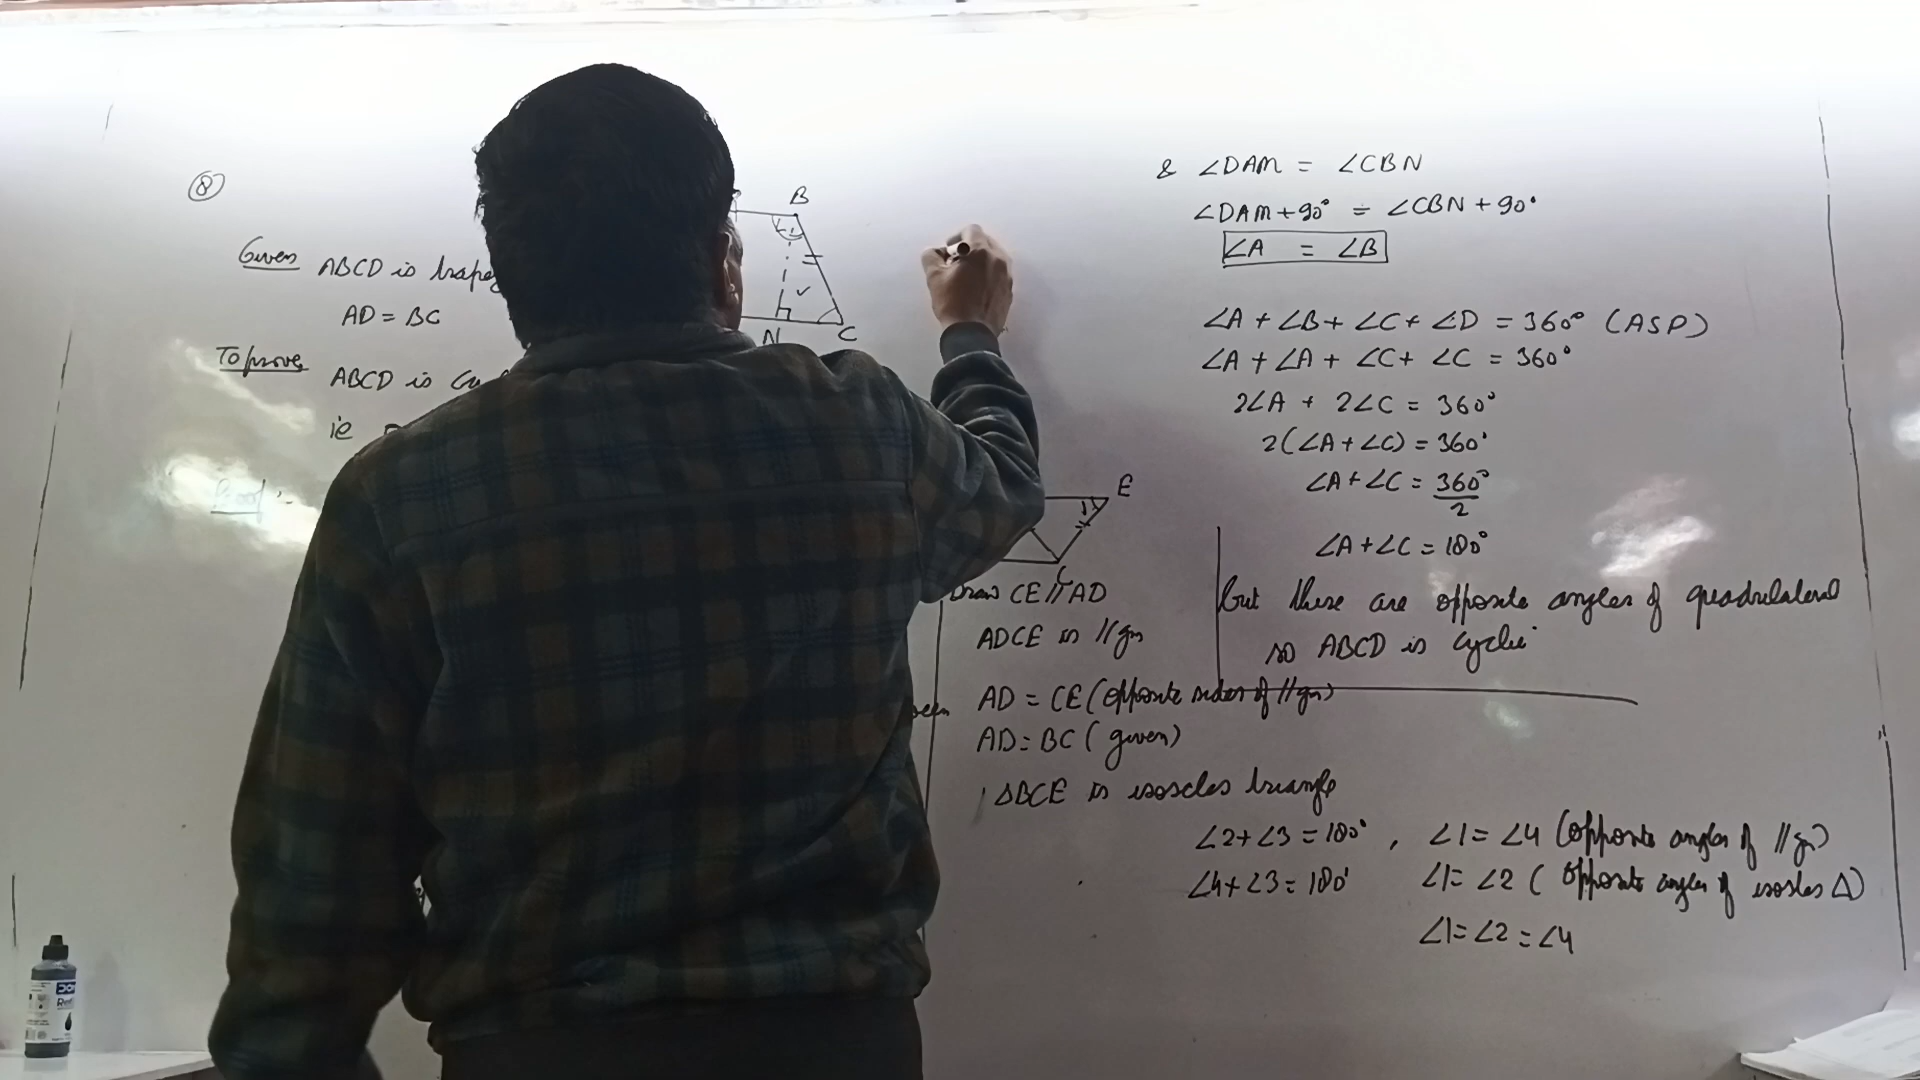 ⑧
Given ABCD is
AD = BC
To prove
ABCD is
ie
Proof :-
B
N C
& ∠DAM = ∠CBN
∠DAM+90° = ∠CBN+90°
∠A = ∠B
∠A + ∠B + ∠C + ∠D = 360° (ASP)
∠A + ∠A + ∠C + ∠C = 360°
2∠A + 2∠C = 360°
2(∠A+∠C) = 360°
∠A+∠C = 360°/2
∠A+∠C = 180°
but these are opposite angles of quadrilateral
so ABCD is cyclic
E
C
Draw CE∥AD
ADCE is ||gm
AD = CE (opposite sides of ||gm)
AD = BC (given)
△BCE is isoscles triangle
∠2+∠3 = 180° , ∠1 = ∠4 (opposite angles of ||gm)
∠4+∠3 = 180° ∠1 = ∠2 (opposite angles of isoscles △)
∠1 = ∠2 = ∠4